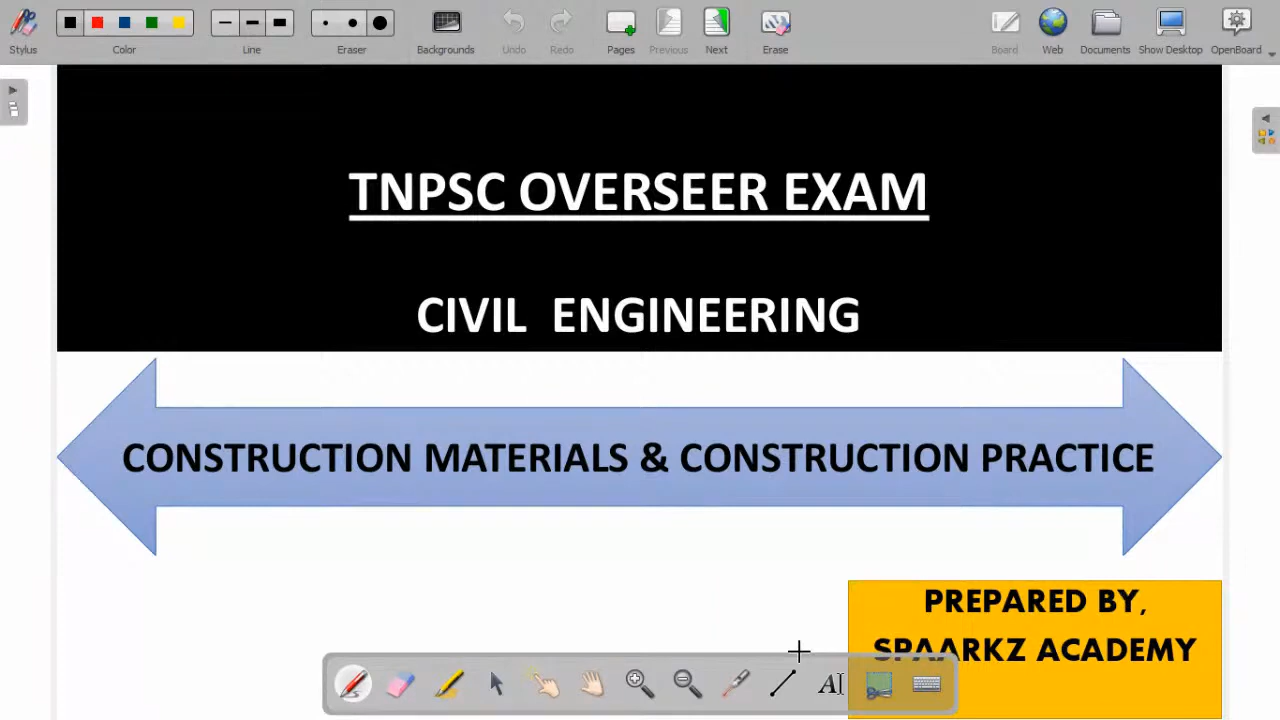 Stylus
Color
Line
Eraser
Backgrounds
Undo
Redo
Pages
Previous
Next
Erase
Board
Web
Documents
Show Desktop
OpenBoard
TNPSC OVERSEER EXAM
CIVIL ENGINEERING
CONSTRUCTION MATERIALS & CONSTRUCTION PRACTICE
PREPARED BY,
SPAARKZ ACADEMY
AI